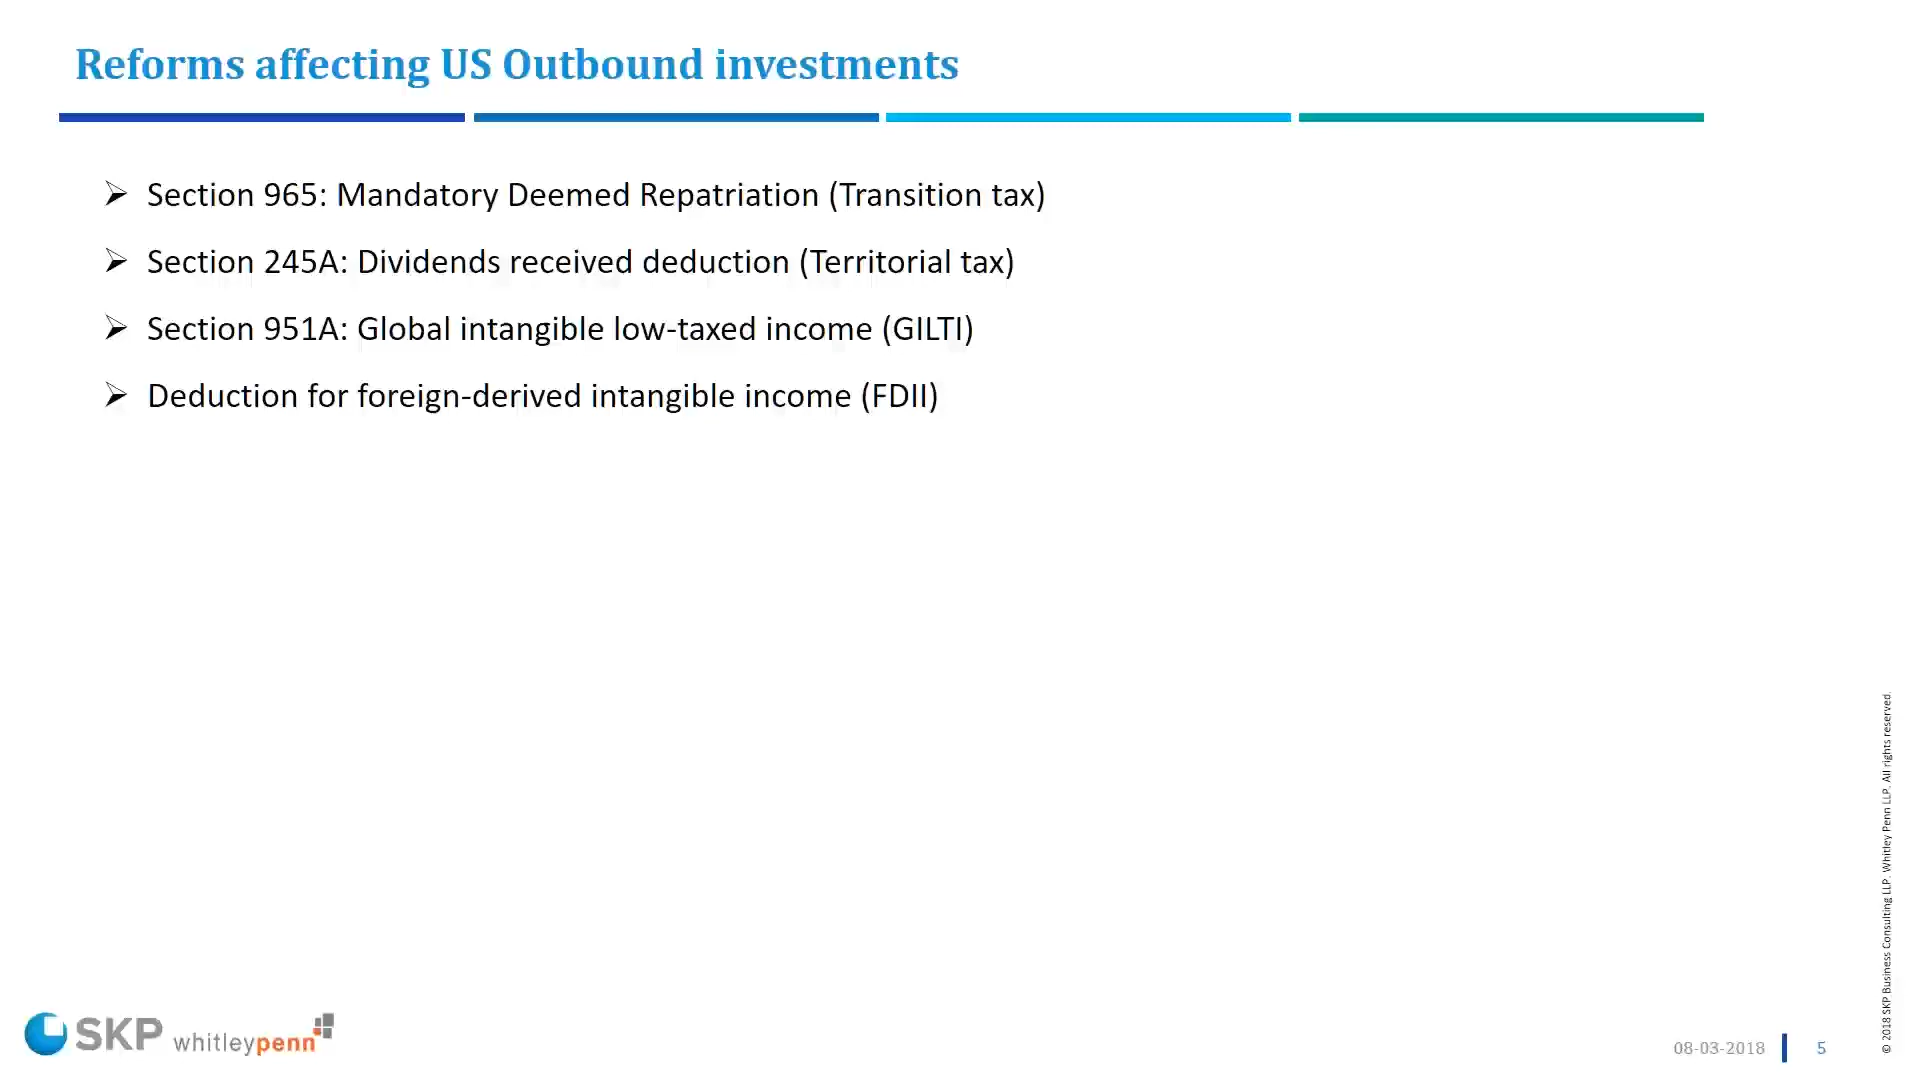 Reforms affecting US Outbound investments
➢ Section 965: Mandatory Deemed Repatriation (Transition tax)
➢ Section 245A: Dividends received deduction (Territorial tax)
➢ Section 951A: Global intangible low-taxed income (GILTI)
➢ Deduction for foreign-derived intangible income (FDII)
© 2018 SKP Business Consulting LLP. Whitley Penn LLP. All rights reserved.
SKP whitleypenn
08-03-2018 5